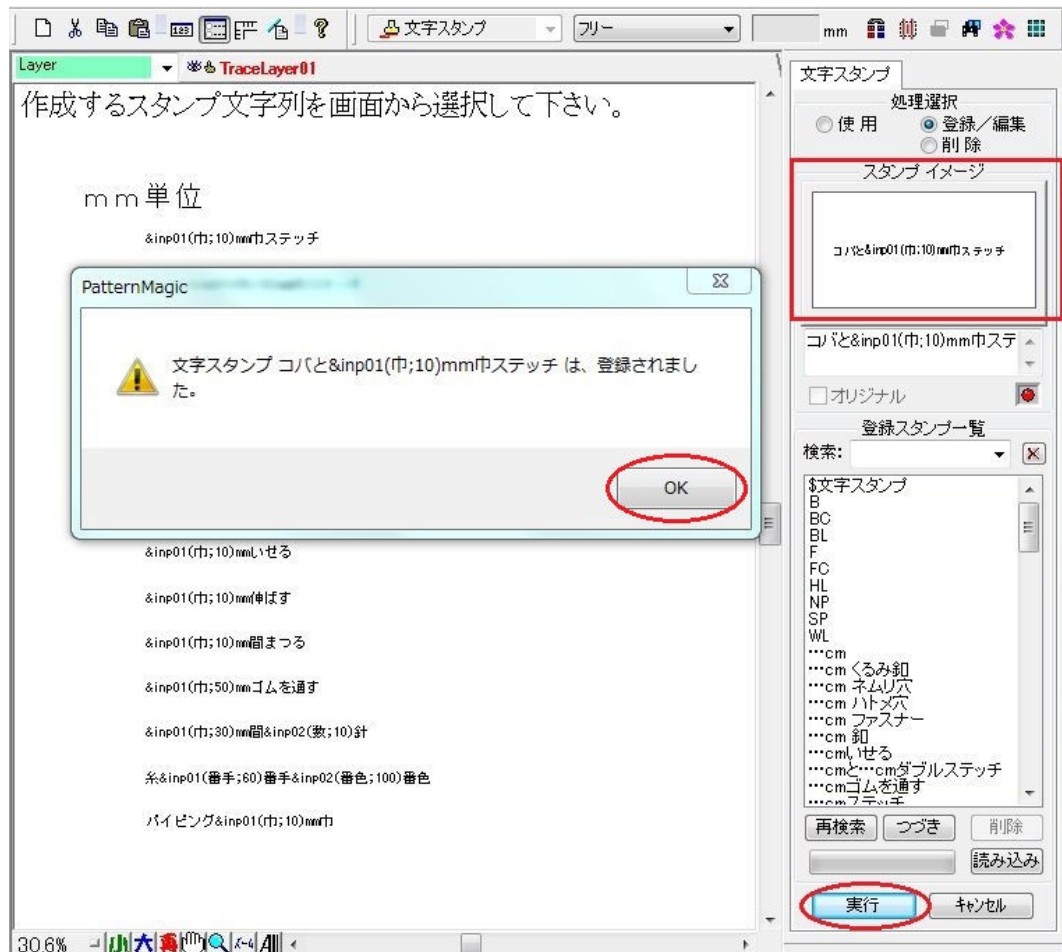 文字スタンプ
フリー
mm
Layer
TraceLayer01
作成するスタンプ文字列を画面から選択して下さい。
mm単位
&inp01(巾;10)mm巾ステッチ
PatternMagic
文字スタンプ コバと&inp01(巾;10)mm巾ステッチ は、登録されまし
た。
OK
&inp01(巾;10)mmいせる
&inp01(巾;10)mm伸ばす
&inp01(巾;10)mm間まつる
&inp01(巾;50)mmゴムを通す
&inp01(巾;30)mm間&inp02(数;10)針
糸&inp01(番手;60)番手&inp02(番色;100)番色
パイピング&inp01(巾;10)mm巾
30.6%
文字スタンプ
処理選択
使用
登録/編集
削除
スタンプ イメージ
コバと&inp01(巾;10)mm巾ステッチ
コバと&inp01(巾;10)mm巾ステ
オリジナル
登録スタンプ一覧
検索:
$文字スタンプ
B
BC
BL
F
FC
HL
NP
SP
WL
…cm
…cm くるみ釦
…cm ネムリ穴
…cm ハトメ穴
…cm ファスナー
…cm 釦
…cmいせる
…cmと…cmダブルステッチ
…cmゴムを通す
…cmステッチ
再検索
つづき
削除
読み込み
実行
キャンセル